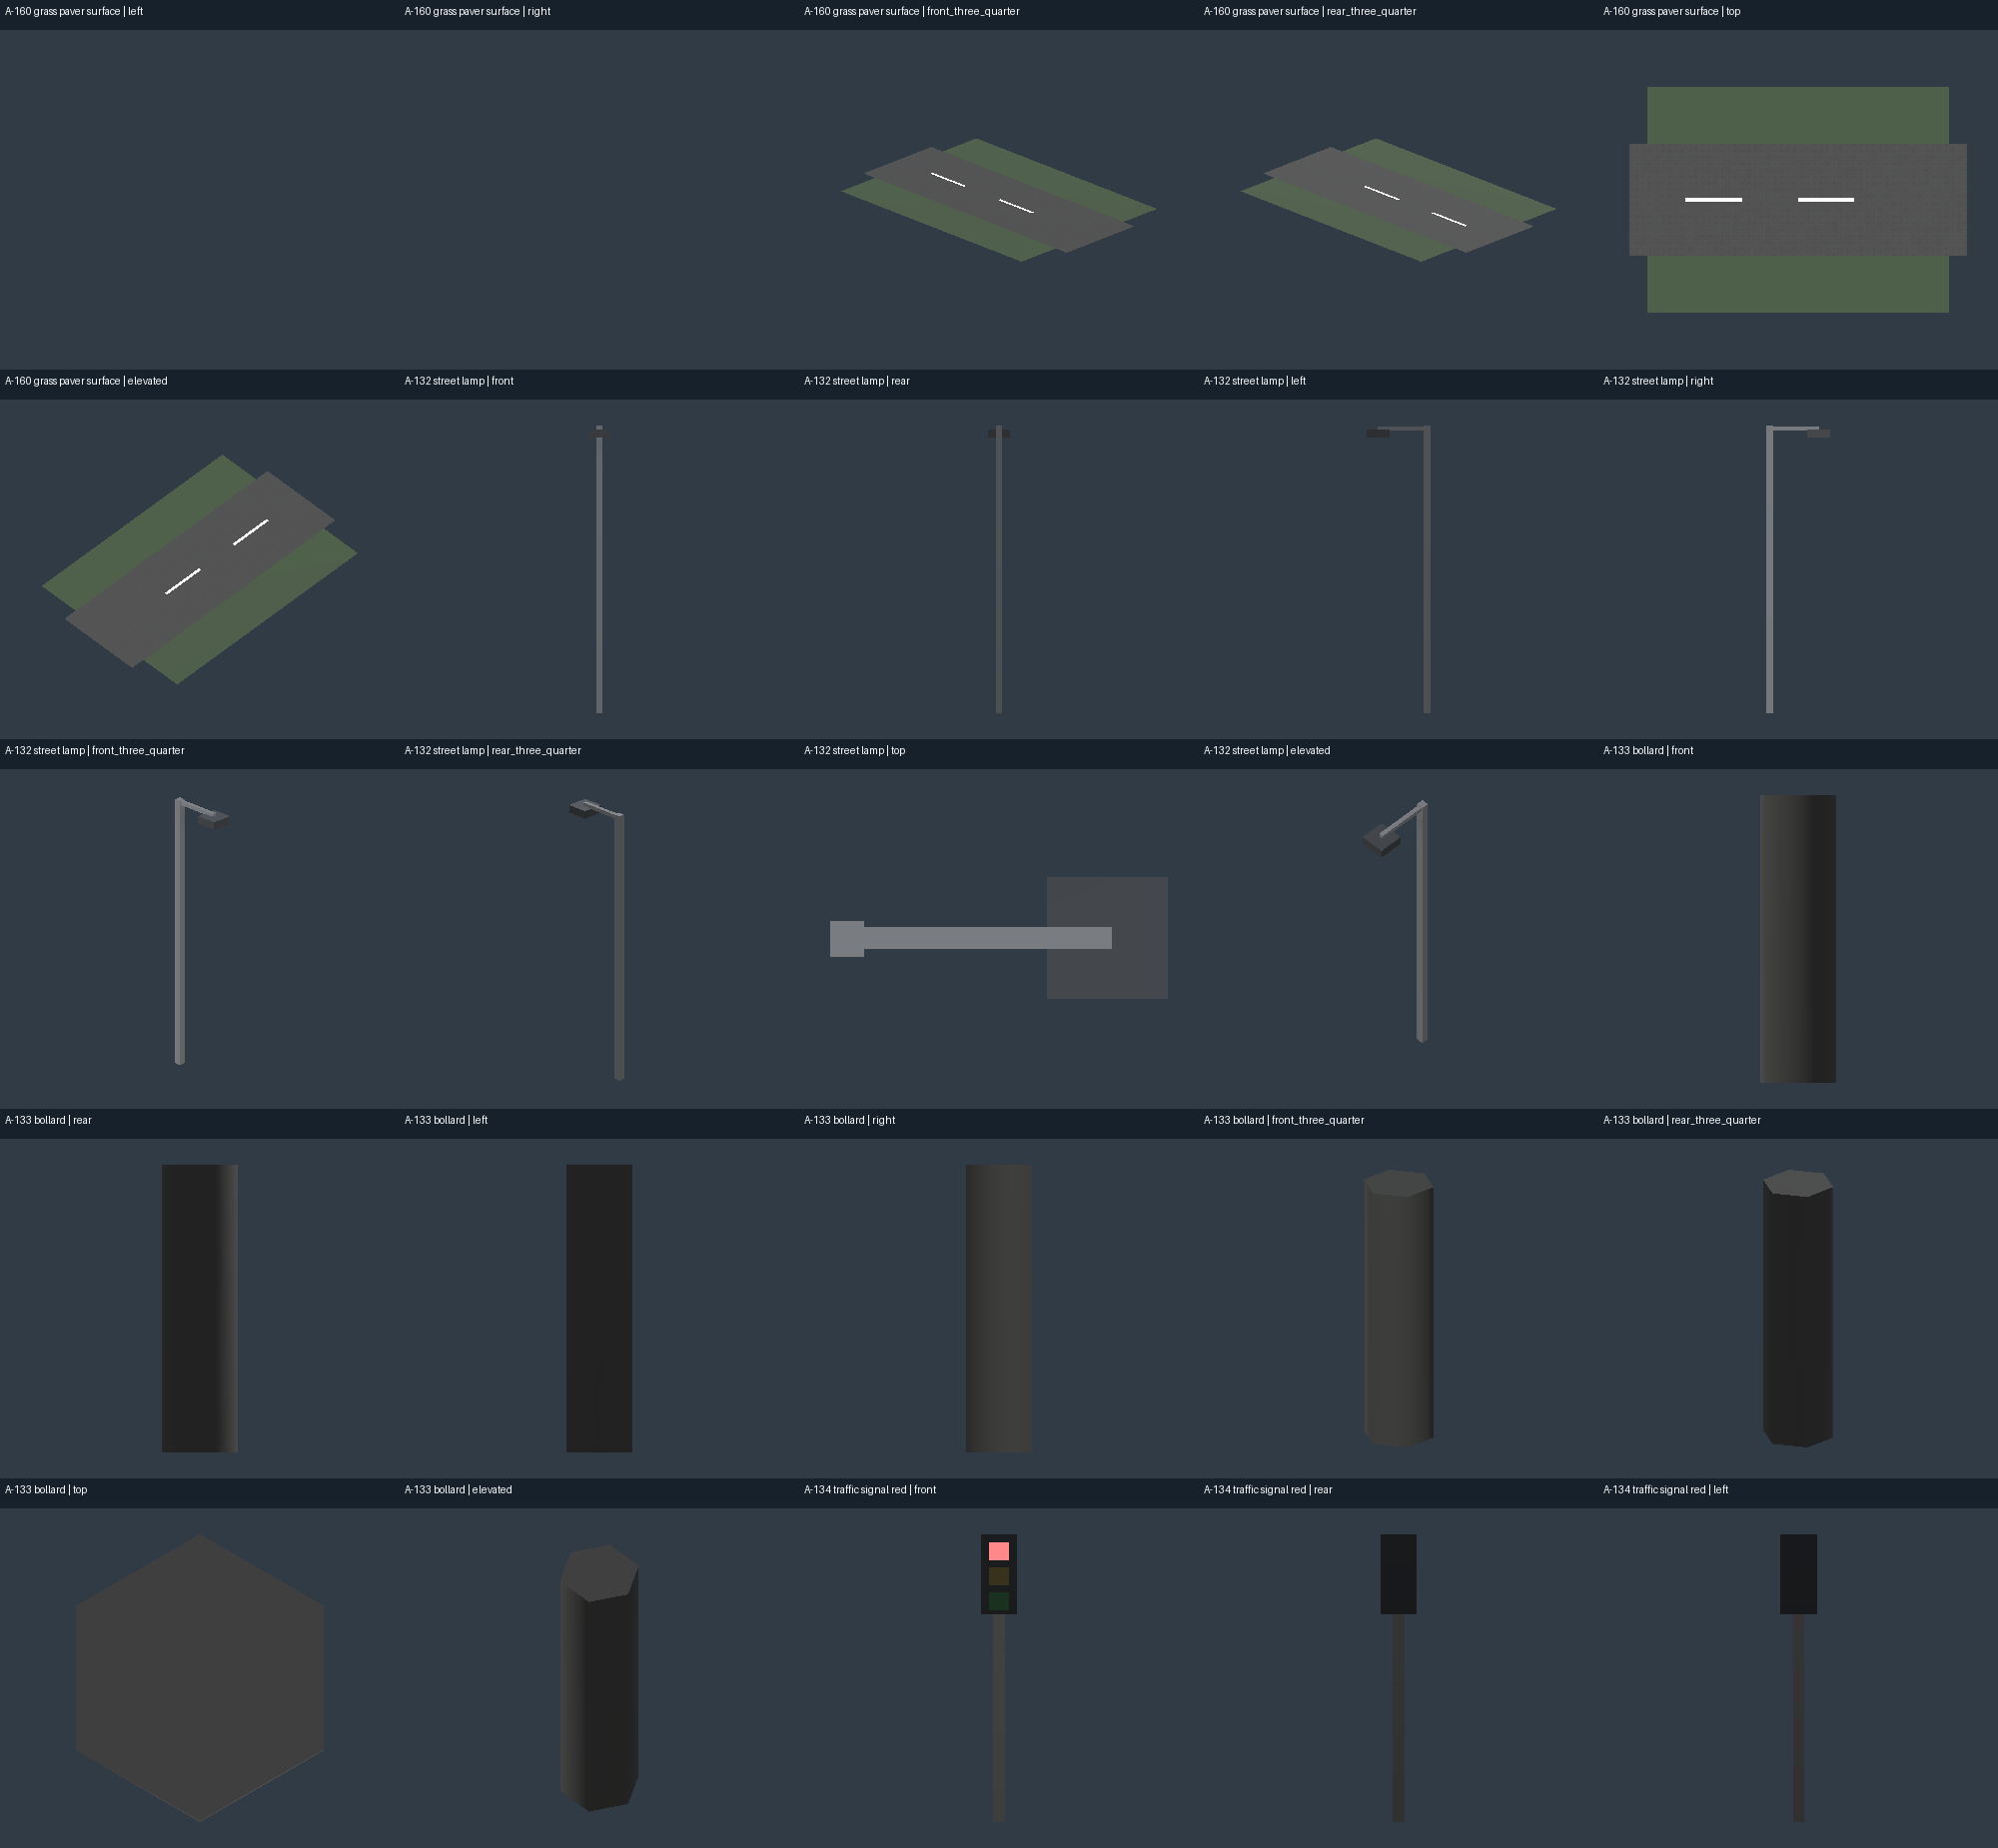 A-160 grass paver surface | left
A-160 grass paver surface | right
A-160 grass paver surface | front_three_quarter
A-160 grass paver surface | rear_three_quarter
A-160 grass paver surface | top
A-160 grass paver surface | elevated
A-132 street lamp | front
A-132 street lamp | rear
A-132 street lamp | left
A-132 street lamp | right
A-132 street lamp | front_three_quarter
A-132 street lamp | rear_three_quarter
A-132 street lamp | top
A-132 street lamp | elevated
A-133 bollard | front
A-133 bollard | rear
A-133 bollard | left
A-133 bollard | right
A-133 bollard | front_three_quarter
A-133 bollard | rear_three_quarter
A-133 bollard | top
A-133 bollard | elevated
A-134 traffic signal red | front
A-134 traffic signal red | rear
A-134 traffic signal red | left